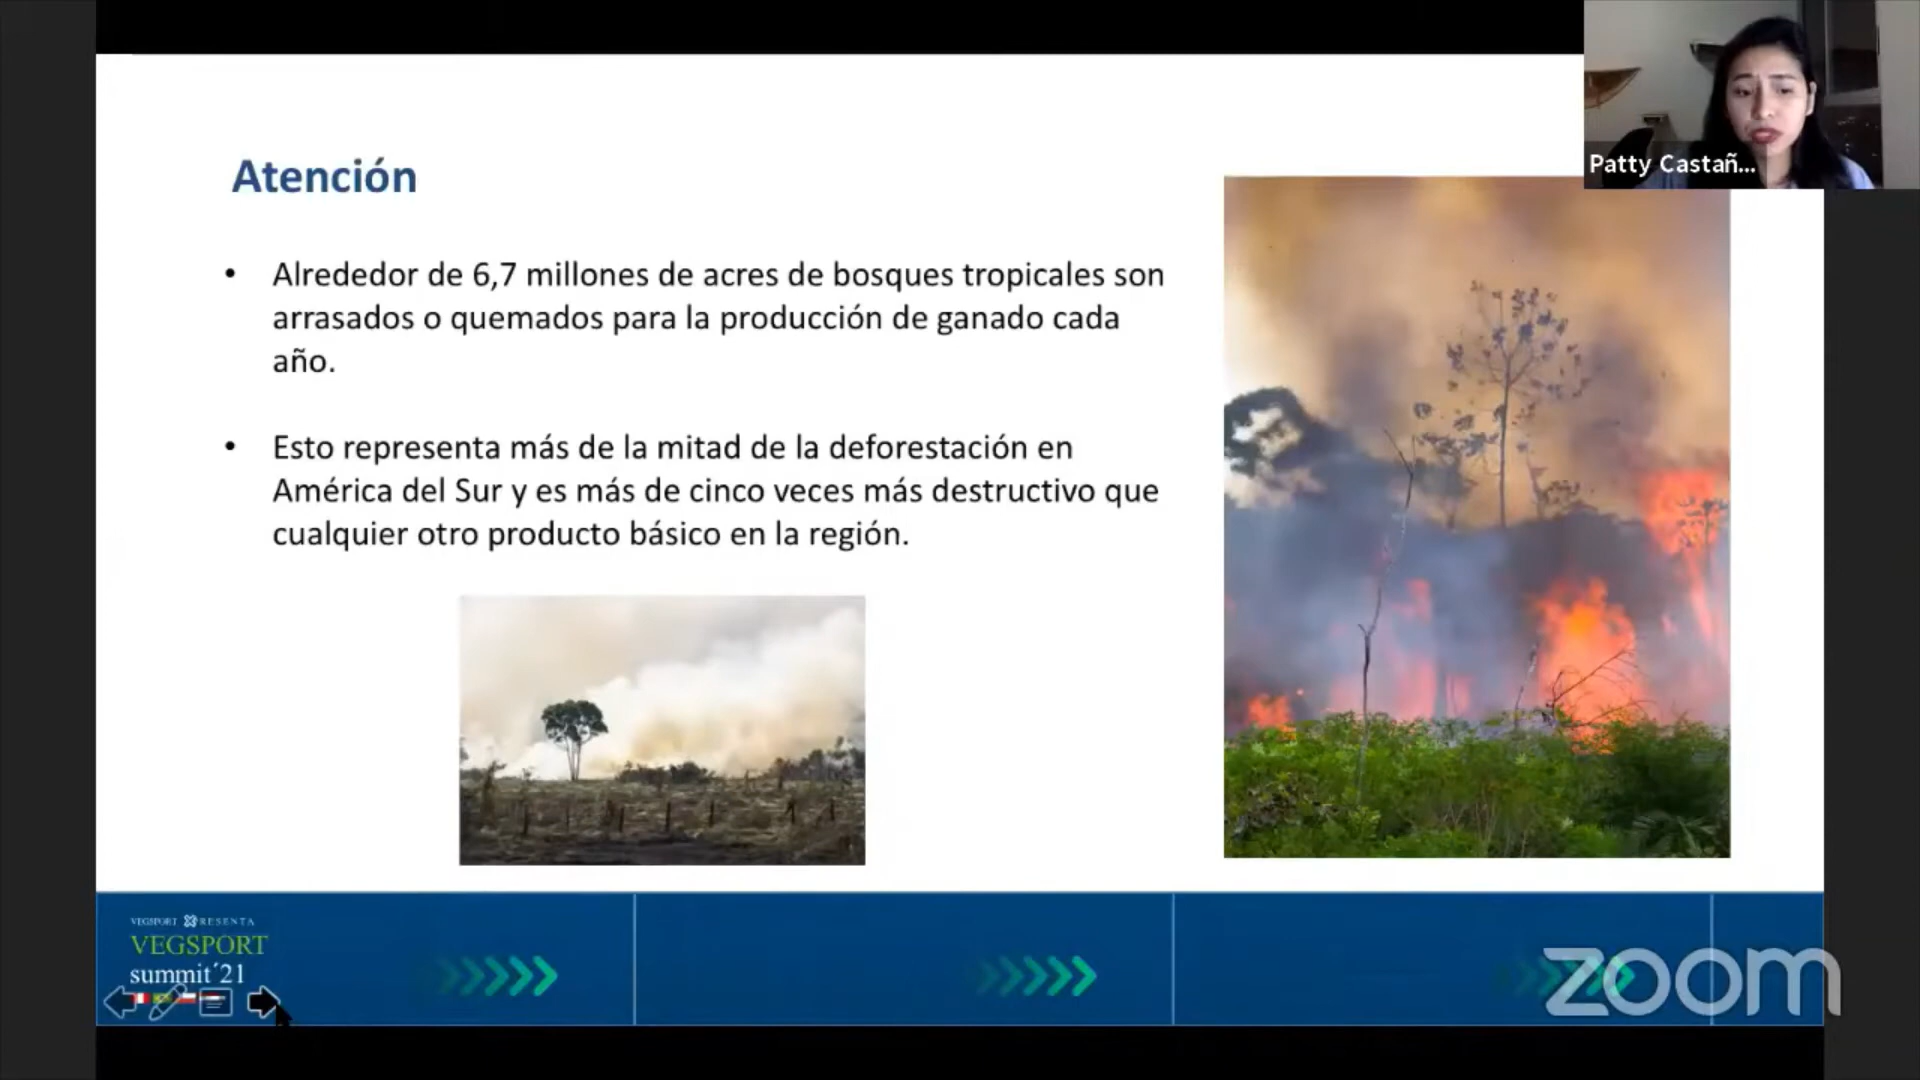 Patty Castañ...
Atención
• Alrededor de 6,7 millones de acres de bosques tropicales son
arrasados o quemados para la producción de ganado cada
año.
• Esto representa más de la mitad de la deforestación en
América del Sur y es más de cinco veces más destructivo que
cualquier otro producto básico en la región.
VEGSPORT RESENTA
VEGSPORT
summit´21
zoom